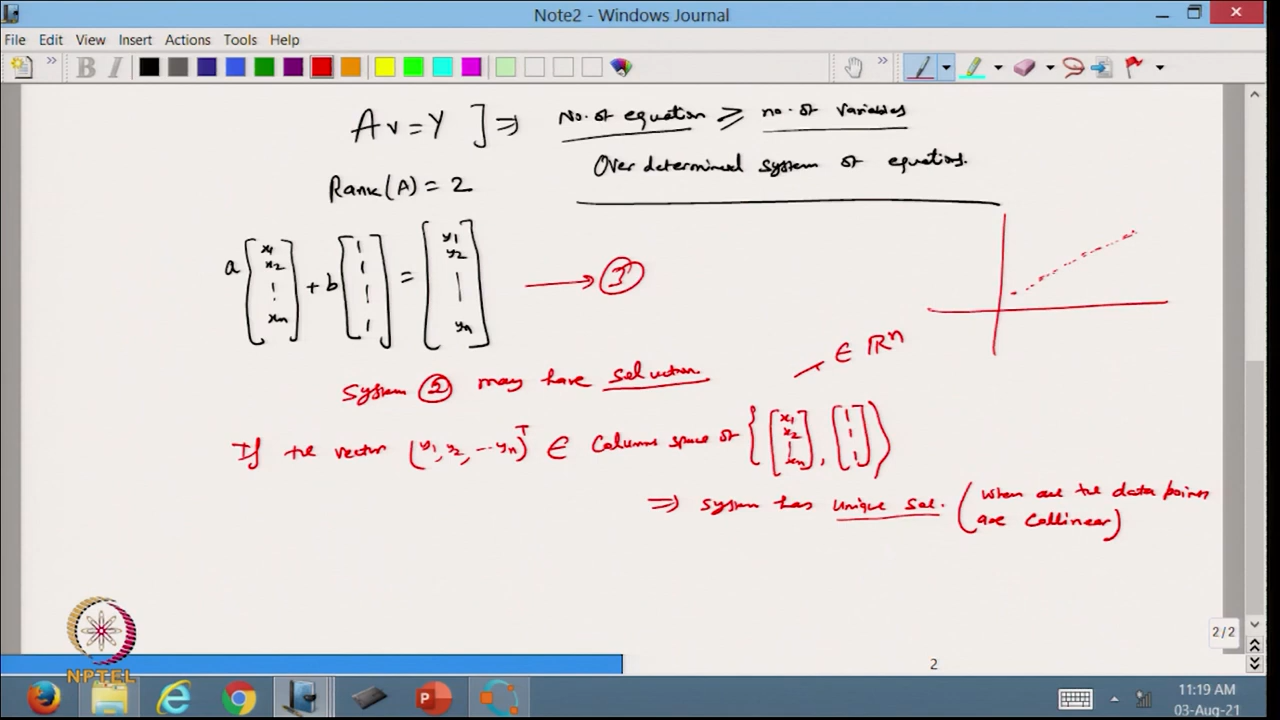 Note2 - Windows Journal
File Edit View Insert Actions Tools Help
Av = Y ] ⇒ No. of equation ≥ no. of variables
Over determined system of equations.
Rank(A) = 2
a [x1 x2 ⋮ xn] + b [1 1 1 1] = [y1 y2 | yn] → 
System ② may have solution
∈ ℝⁿ
If the vector (y1, y2, ... yn)ᵀ ∈ Column space of { [x1 x2 | xn], [1 1 1 1] }
⇒ System has unique sol. (when all the data points
are collinear)
2/2
2
NPTEL
11:19 AM
03-Aug-21